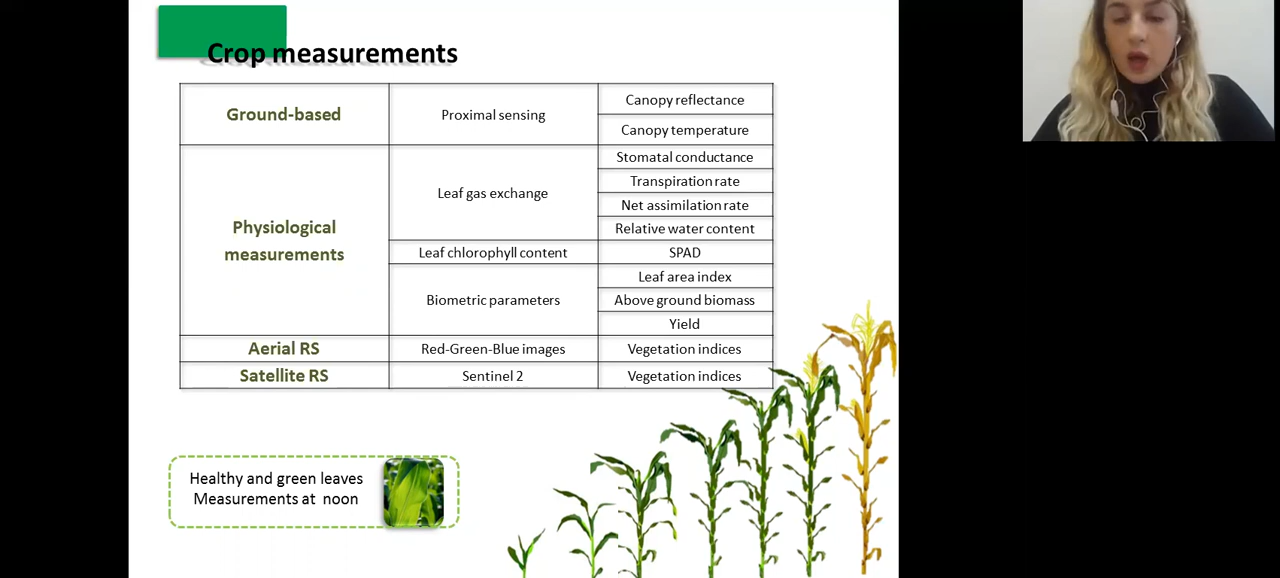 Crop measurements
Ground-based
Proximal sensing
Canopy reflectance
Canopy temperature
Physiological
measurements
Leaf gas exchange
Stomatal conductance
Transpiration rate
Net assimilation rate
Relative water content
Leaf chlorophyll content
SPAD
Biometric parameters
Leaf area index
Above ground biomass
Yield
Aerial RS
Red-Green-Blue images
Vegetation indices
Satellite RS
Sentinel 2
Vegetation indices
Healthy and green leaves
Measurements at noon